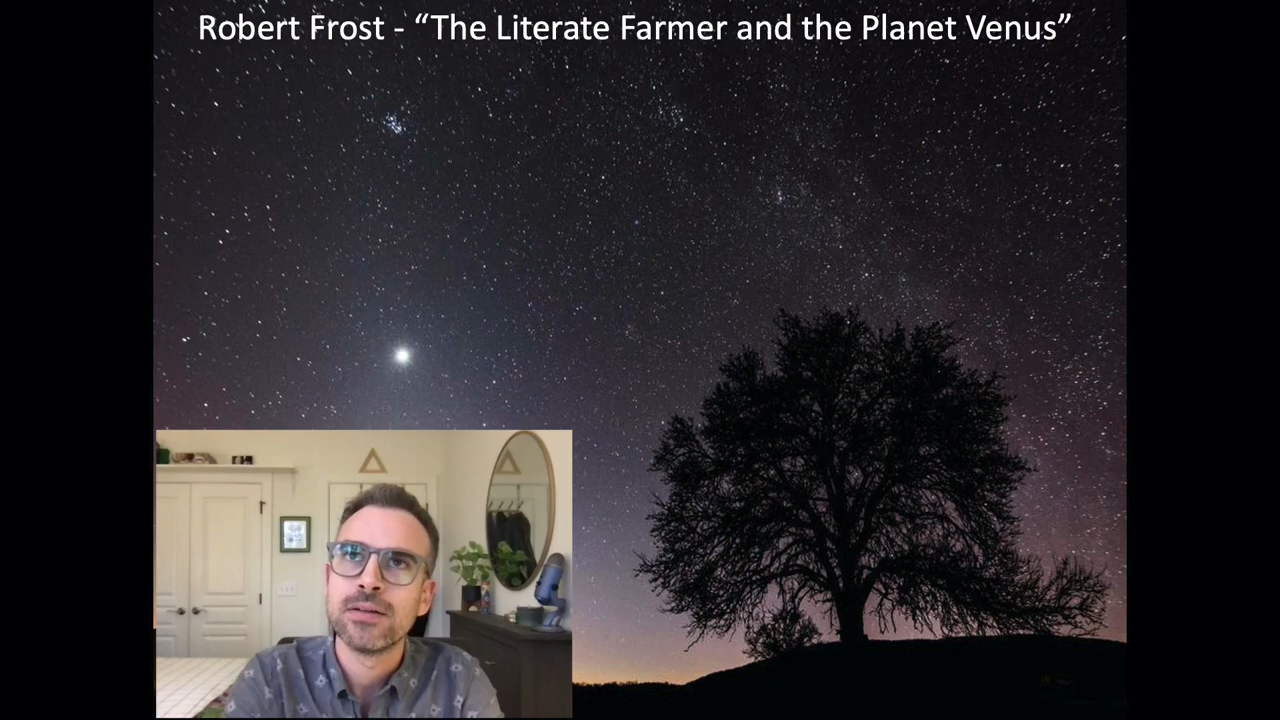 Robert Frost - “The Literate Farmer and the Planet Venus”